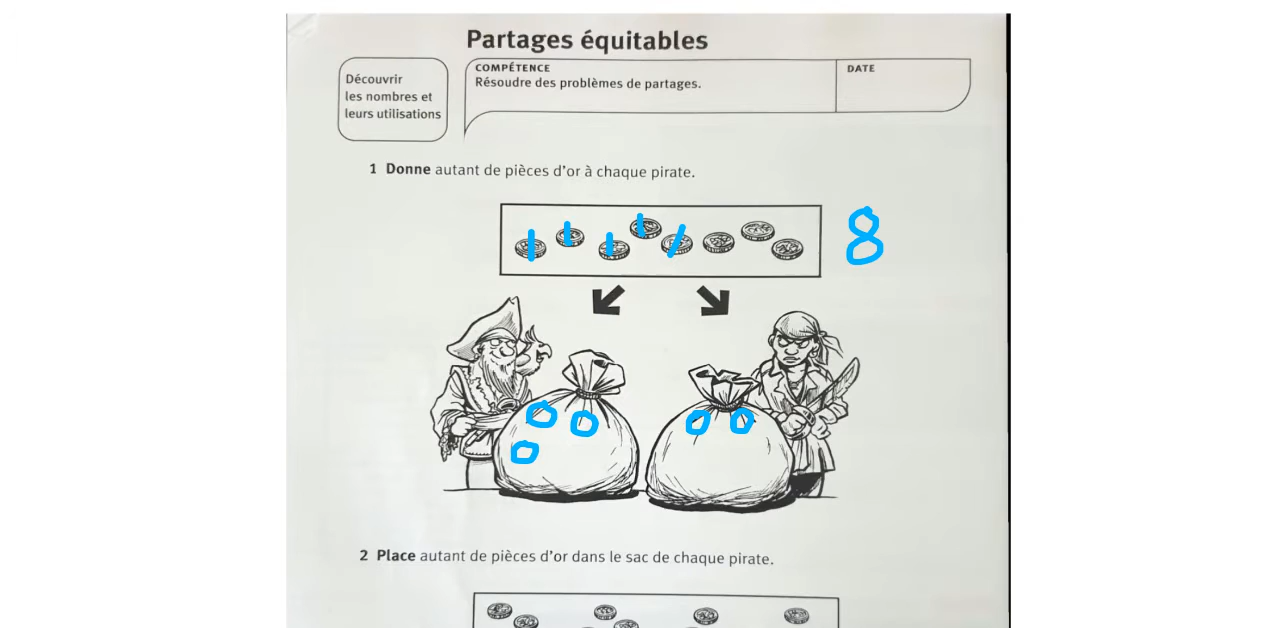 Partages équitables
Découvrir
les nombres et
leurs utilisations
COMPÉTENCE
Résoudre des problèmes de partages.
DATE
1 Donne autant de pièces d'or à chaque pirate.
8
2 Place autant de pièces d'or dans le sac de chaque pirate.